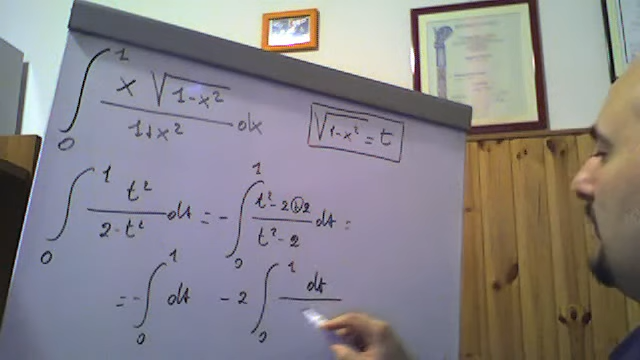 ∫₀¹ x√(1-x²)/(1+x²) dx
√(1-x²) = t
∫₀¹ t²/(2-t²) dt = -∫₀¹ (t²-2⊕2)/(t²-2) dt =
= -∫₀¹ dt - 2∫₀¹ dt/